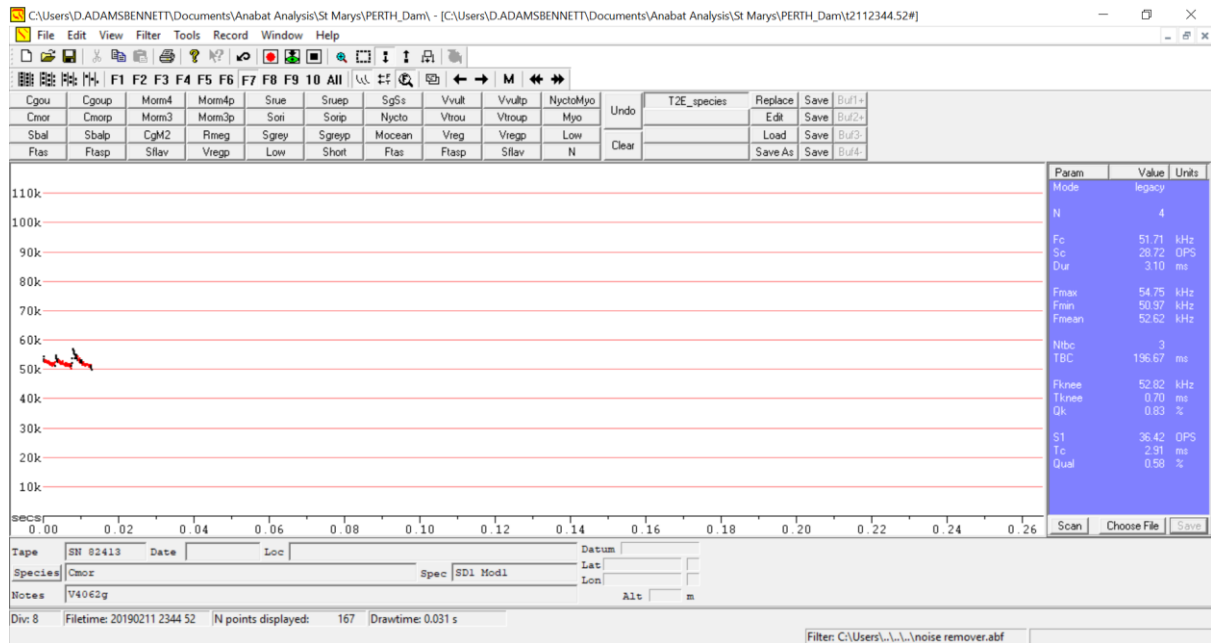 C:\Users\D.ADAMSBENNETT\Documents\Anabat Analysis\St Marys\PERTH_Dam\ - [C:\Users\D.ADAMSBENNETT\Documents\Anabat Analysis\St Marys\PERTH_Dam\t2112344.52#]
File Edit View Filter Tools Record Window Help
F1 F2 F3 F4 F5 F6 F7 F8 F9 10 All M
Cgou Cgoup Morm4 Morm4p Srue Sruep SgSs Vvult Vvultp NyctoMyo Undo T2E_species Replace Save Buf1+
Cmor Cmorp Morm3 Morm3p Sori Sorip Nycto Vtrou Vtroup Myo Edit Save Buf2+
Sbal Sbalp CgM2 Rmeg Sgrey Sgreyp Mocean Vreg Vregp Low Clear Load Save Buf3-
Ftas Ftasp Sflav Vregp Low Short Ftas Ftasp Sflav N Save As Save Buf4-
110k
100k
90k
80k
70k
60k
50k
40k
30k
20k
10k
secs
0.00 0.02 0.04 0.06 0.08 0.10 0.12 0.14 0.16 0.18 0.20 0.22 0.24 0.26
Param Value Units
Mode legacy
N 4
Fc 51.71 kHz
Sc 28.72 OPS
Dur 3.10 ms
Fmax 54.75 kHz
Fmin 50.97 kHz
Fmean 52.62 kHz
Ntbc 3
TBC 196.67 ms
Fknee 52.82 kHz
Tknee 0.70 ms
Qk 0.83 %
S1 36.42 OPS
Tc 2.91 ms
Qual 0.58 %
Scan Choose File Save
Tape SN 82413 Date Loc Datum
Species Cmor Spec SD1 Mod1 Lat
Lon
Notes V4062g Alt m
Div: 8 Filetime: 20190211 2344 52 N points displayed: 167 Drawtime: 0.031 s
Filter: C:\Users\..\..\..\noise remover.abf